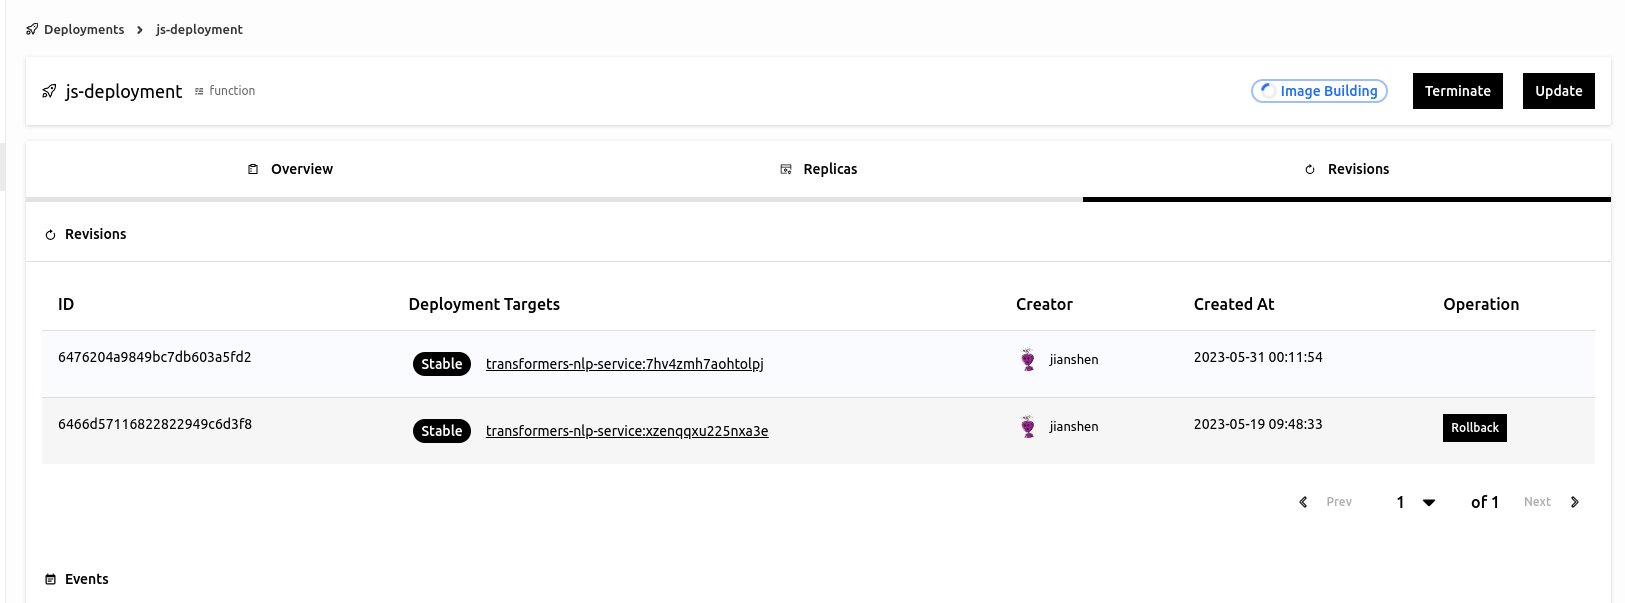 Deployments > js-deployment
js-deployment function Image Building Terminate Update
Overview Replicas Revisions
Revisions
ID Deployment Targets Creator Created At Operation
6476204a9849bc7db603a5fd2 Stable transformers-nlp-service:7hv4zmh7aohtolpj jianshen 2023-05-31 00:11:54
6466d57116822822949c6d3f8 Stable transformers-nlp-service:xzenqqxu225nxa3e jianshen 2023-05-19 09:48:33 Rollback
Prev 1 of 1 Next
Events